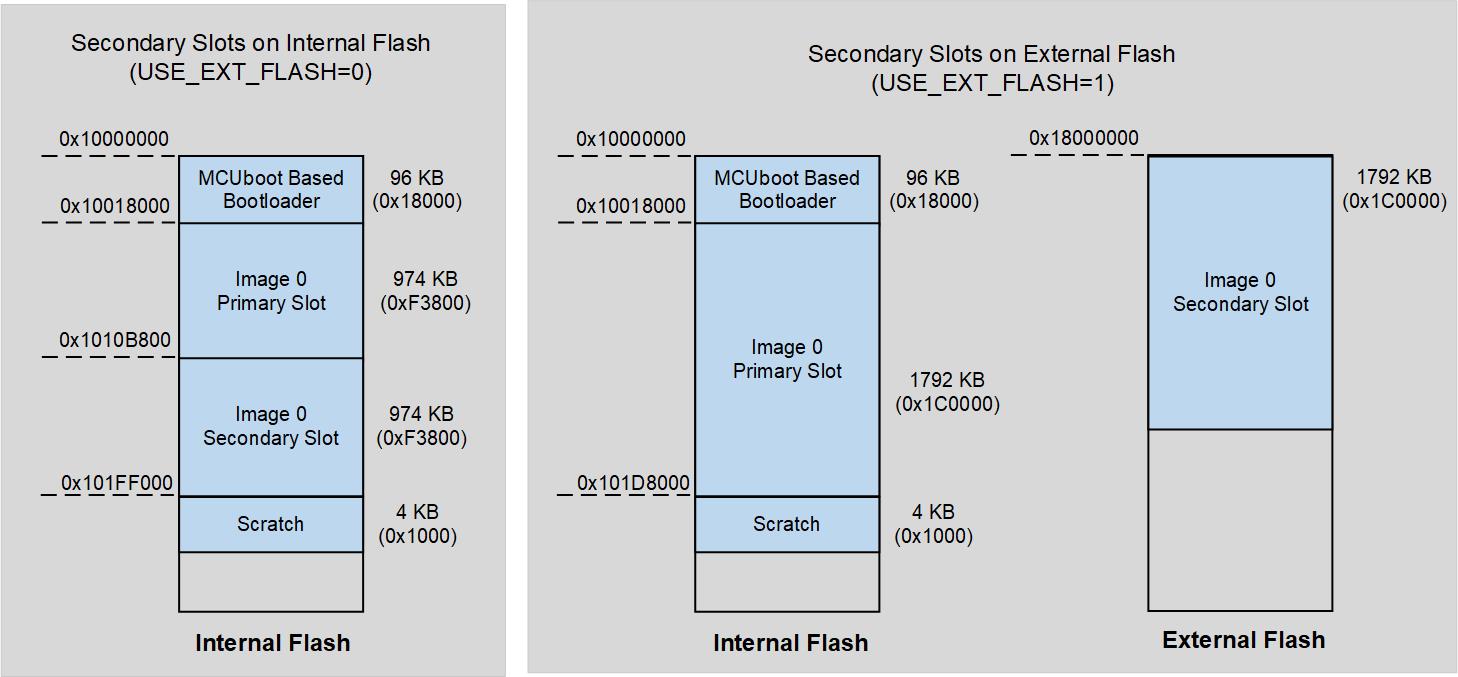 Secondary Slots on Internal Flash
(USE_EXT_FLASH=0)
0x10000000
MCUboot Based
Bootloader
96 KB
(0x18000)
0x10018000
Image 0
Primary Slot
974 KB
(0xF3800)
0x1010B800
Image 0
Secondary Slot
974 KB
(0xF3800)
0x101FF000
Scratch
4 KB
(0x1000)
Internal Flash
Secondary Slots on External Flash
(USE_EXT_FLASH=1)
0x10000000
MCUboot Based
Bootloader
96 KB
(0x18000)
0x10018000
Image 0
Primary Slot
1792 KB
(0x1C0000)
0x101D8000
Scratch
4 KB
(0x1000)
Internal Flash
0x18000000
1792 KB
(0x1C0000)
Image 0
Secondary Slot
External Flash